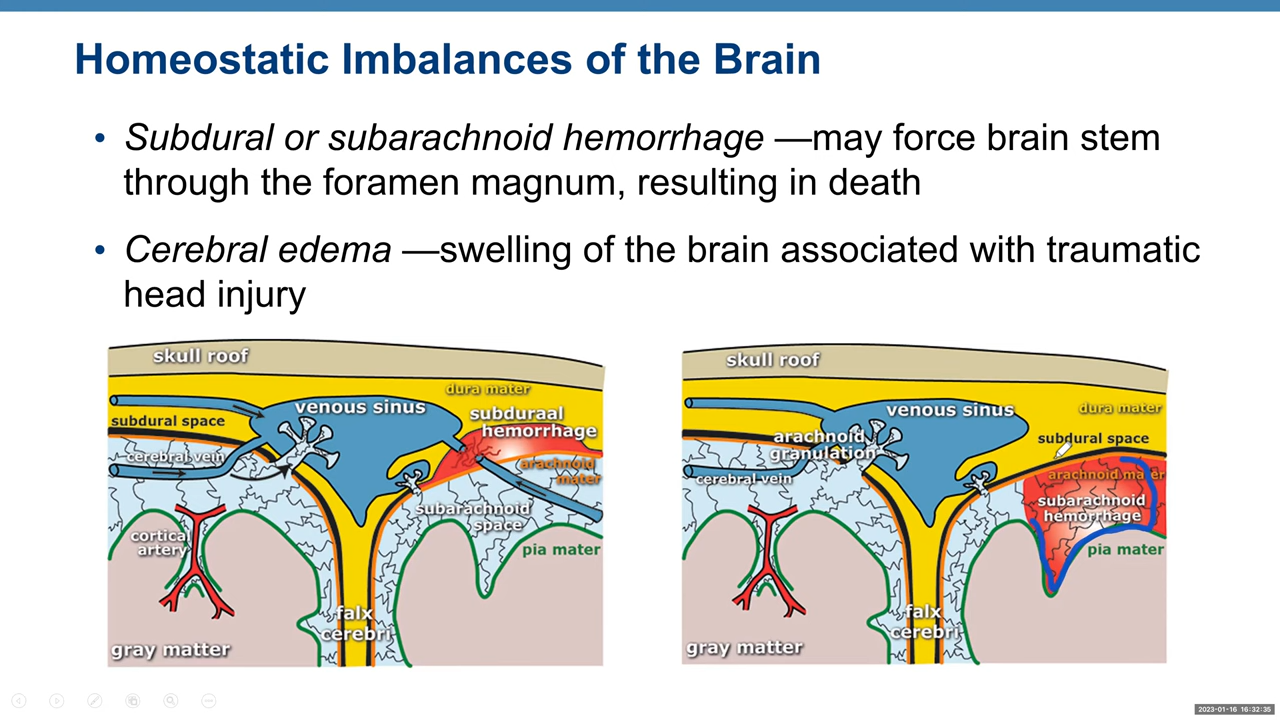 Homeostatic Imbalances of the Brain
• Subdural or subarachnoid hemorrhage —may force brain stem
through the foramen magnum, resulting in death
• Cerebral edema —swelling of the brain associated with traumatic
head injury
skull roof
dura mater
venous sinus
subduraal
hemorrhage
subdural space
cerebral vein
arachnoid
mater
subarachnoid
space
cortical
artery
pia mater
falx
cerebri
gray matter
skull roof
dura mater
venous sinus
subdural space
arachnoid
granulation
cerebral vein
arachnoid mater
subarachnoid
hemorrhage
pia mater
falx
cerebri
gray matter
2023-01-16 16:32:35